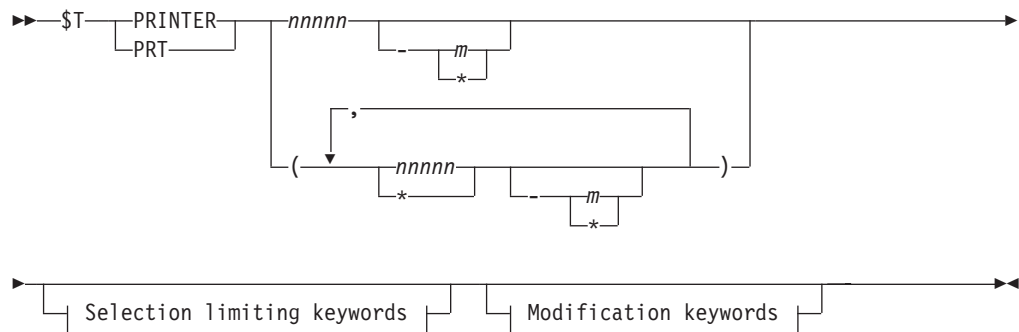 $T PRINTER nnnnn - m
PRT *
,
( nnnnn - m )
* *
Selection limiting keywords Modification keywords